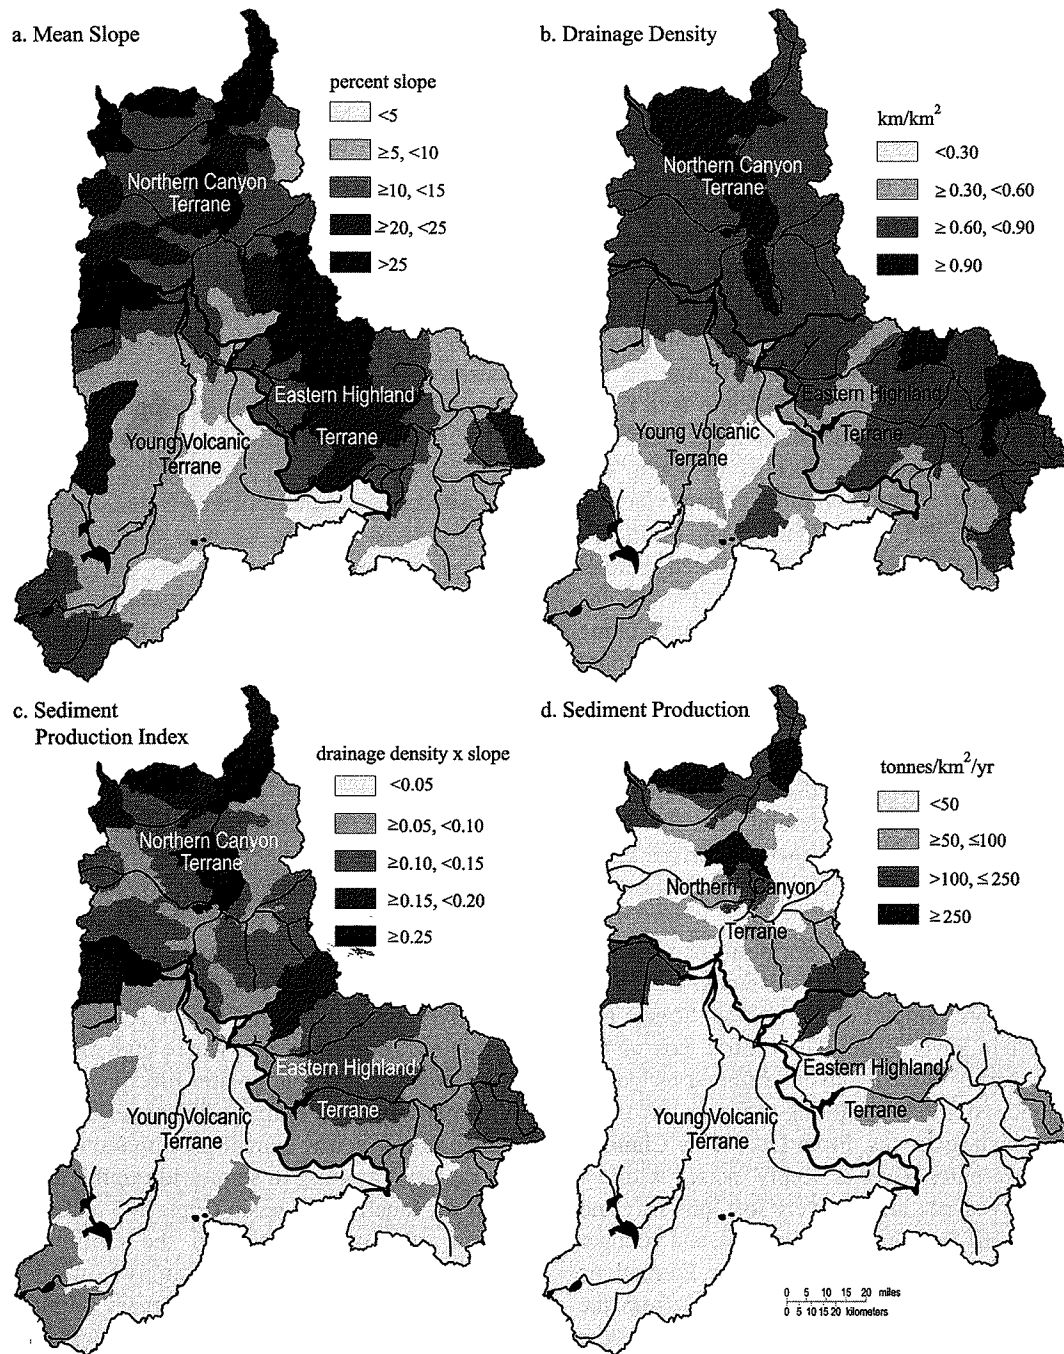 a. Mean Slope
percent slope
<5
≥5, <10
≥10, <15
≥20, <25
>25
Northern Canyon
Terrane
Eastern Highland
Terrane
Young Volcanic
Terrane
b. Drainage Density
km/km²
<0.30
≥ 0.30, <0.60
≥ 0.60, <0.90
≥ 0.90
Northern Canyon
Terrane
Eastern Highland
Terrane
Young Volcanic
Terrane
c. Sediment
Production Index
drainage density x slope
<0.05
≥0.05, <0.10
≥0.10, <0.15
≥0.15, <0.20
≥0.25
Northern Canyon
Terrane
Eastern Highland
Terrane
Young Volcanic
Terrane
d. Sediment Production
tonnes/km²/yr
<50
≥50, ≤100
>100, ≤250
≥250
Northern Canyon
Terrane
Eastern Highland
Terrane
Young Volcanic
Terrane
0 5 10 15 20 miles
0 5 10 15 20 kilometers